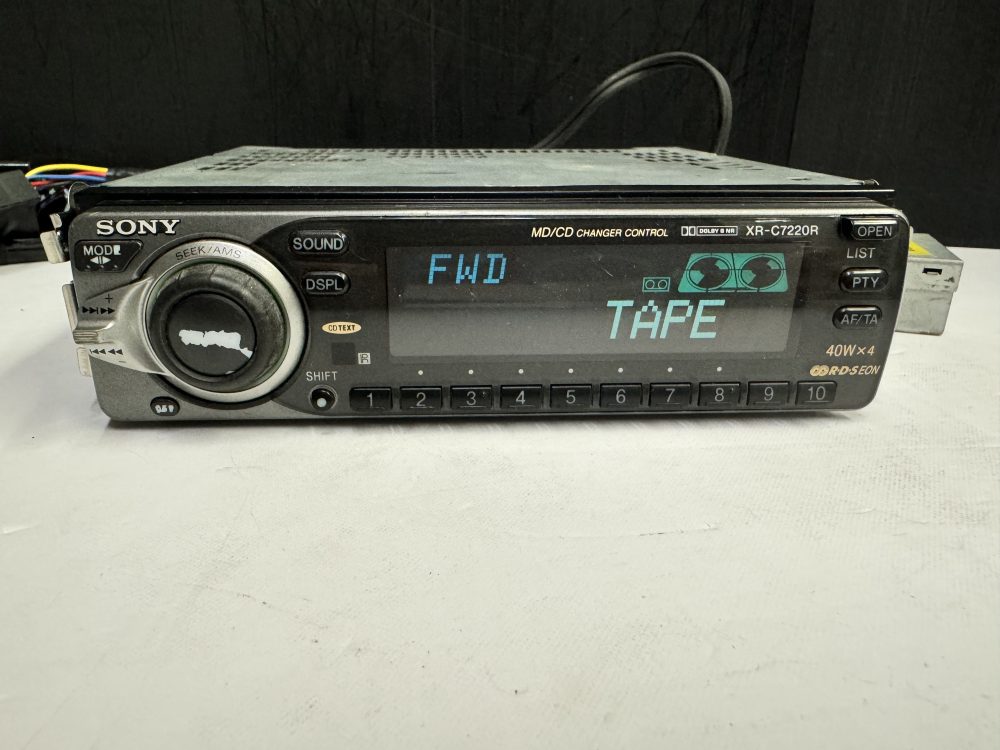 SONY
MD/CD CHANGER CONTROL DOLBY B NR XR-C7220R
OPEN
MODE
SEEK/AMS
SOUND
LIST
FWD
DSPL
PTY
TAPE
CD TEXT
AF/TA
40W×4
R·D·S EON
SHIFT
1 2 3 4 5 6 7 8 9 10